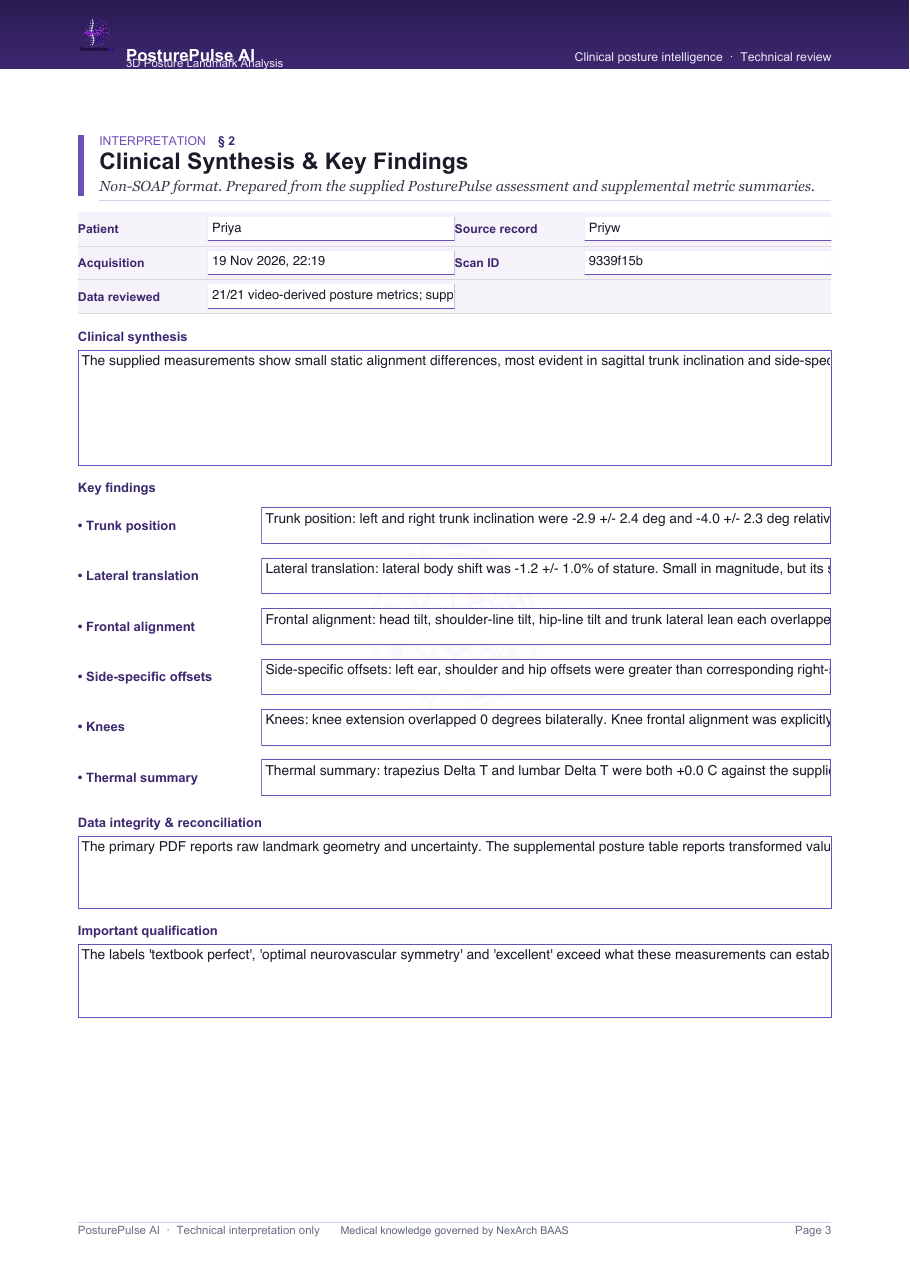 PosturePulse AI
3D Posture Landmark Analysis
Clinical posture intelligence · Technical review
INTERPRETATION § 2
Clinical Synthesis & Key Findings
Non-SOAP format. Prepared from the supplied PosturePulse assessment and supplemental metric summaries.
Patient Priya Source record Priyw
Acquisition 19 Nov 2026, 22:19 Scan ID 9339f15b
Data reviewed 21/21 video-derived posture metrics; supp
Clinical synthesis
The supplied measurements show small static alignment differences, most evident in sagittal trunk inclination and side-spec
Key findings
• Trunk position Trunk position: left and right trunk inclination were -2.9 +/- 2.4 deg and -4.0 +/- 2.3 deg relativ
• Lateral translation Lateral translation: lateral body shift was -1.2 +/- 1.0% of stature. Small in magnitude, but its s
• Frontal alignment Frontal alignment: head tilt, shoulder-line tilt, hip-line tilt and trunk lateral lean each overlappe
• Side-specific offsets Side-specific offsets: left ear, shoulder and hip offsets were greater than corresponding right-
• Knees Knees: knee extension overlapped 0 degrees bilaterally. Knee frontal alignment was explicitly
• Thermal summary Thermal summary: trapezius Delta T and lumbar Delta T were both +0.0 C against the suppli
Data integrity & reconciliation
The primary PDF reports raw landmark geometry and uncertainty. The supplemental posture table reports transformed valu
Important qualification
The labels 'textbook perfect', 'optimal neurovascular symmetry' and 'excellent' exceed what these measurements can estab
PosturePulse AI · Technical interpretation only Medical knowledge governed by NexArch BAAS Page 3